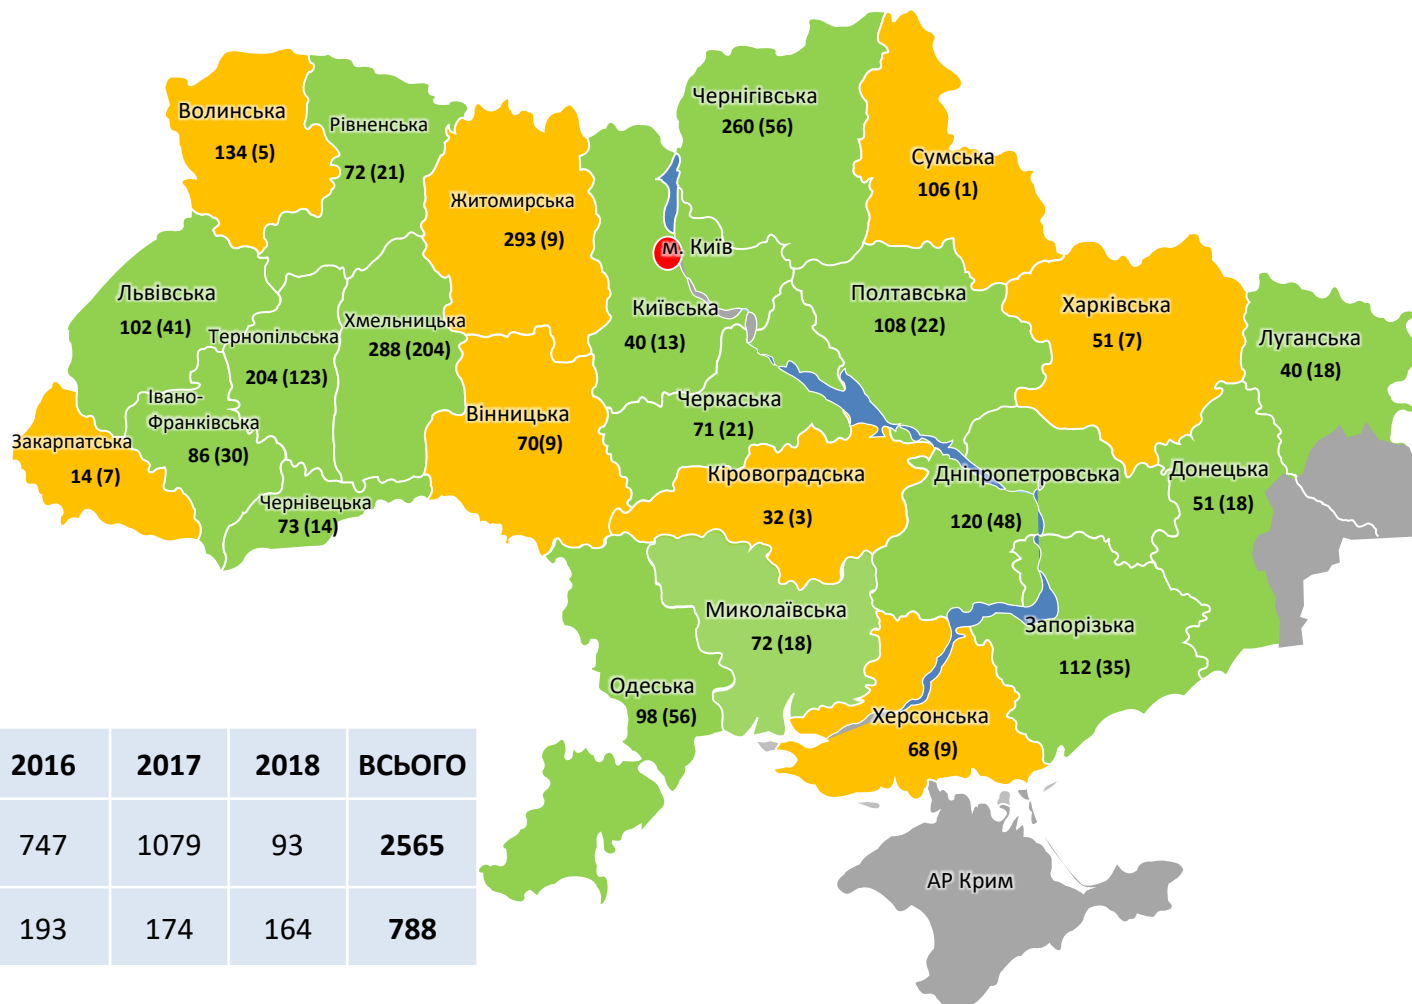 Волинська
134 (5)
Рівненська
72 (21)
Житомирська
293 (9)
Чернігівська
260 (56)
Сумська
106 (1)
м. Київ
Київська
40 (13)
Львівська
102 (41)
Тернопільська
204 (123)
Хмельницька
288 (204)
Полтавська
108 (22)
Харківська
51 (7)
Луганська
40 (18)
Закарпатська
14 (7)
Івано-
Франківська
86 (30)
Чернівецька
73 (14)
Вінницька
70(9)
Черкаська
71 (21)
Кіровоградська
32 (3)
Дніпропетровська
120 (48)
Донецька
51 (18)
Миколаївська
72 (18)
Запорізька
112 (35)
Одеська
98 (56)
Херсонська
68 (9)
АР Крим
2016 2017 2018 ВСЬОГО
747 1079 93 2565
193 174 164 788